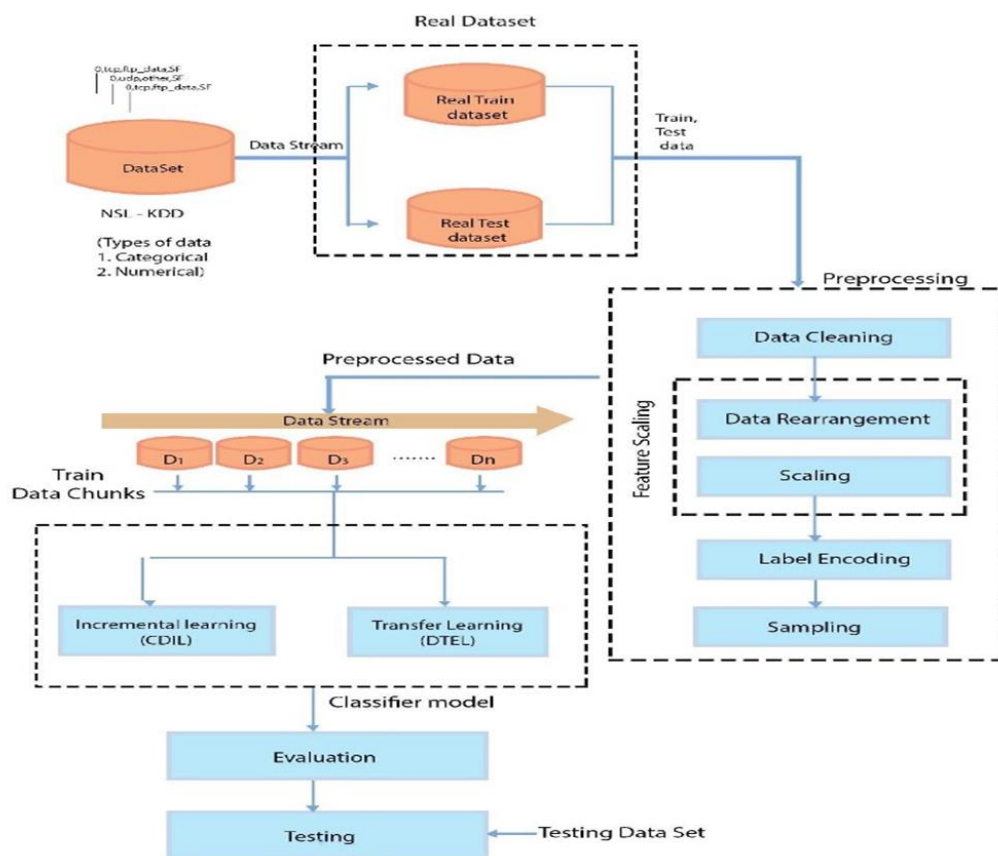 Real Dataset
0,tcp,ftp_data,SF
0,udp,other,SF
0,tcp,ftp_data,SF
DataSet
Data Stream
Real Train
dataset
Real Test
dataset
Train,
Test
data
NSL - KDD
(Types of data
1. Categorical
2. Numerical)
Preprocessing
Data Cleaning
Feature Scaling
Data Rearrangement
Scaling
Label Encoding
Sampling
Preprocessed Data
Data Stream
D1 D2 D3 ....... Dn
Train
Data Chunks
Incremental learning
(CDIL)
Transfer Learning
(DTEL)
Classifier model
Evaluation
Testing
Testing Data Set